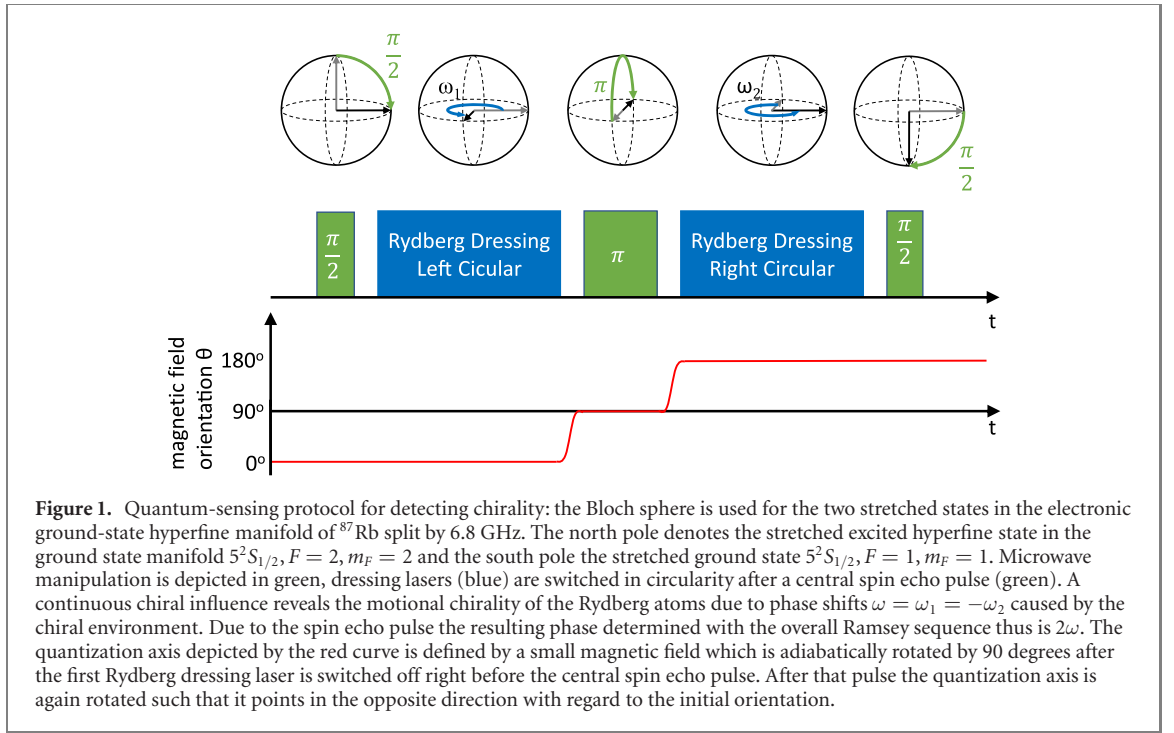 π/2
ω₁
π
ω₂
π/2
π/2
Rydberg Dressing
Left Cicular
π
Rydberg Dressing
Right Circular
π/2
t
magnetic field
orientation θ
180°
90°
t
0°
Figure 1. Quantum-sensing protocol for detecting chirality: the Bloch sphere is used for the two stretched states in the electronic
ground-state hyperfine manifold of ⁸⁷Rb split by 6.8 GHz. The north pole denotes the stretched excited hyperfine state in the
ground state manifold 5²S₁/₂, F = 2, m_F = 2 and the south pole the stretched ground state 5²S₁/₂, F = 1, m_F = 1. Microwave
manipulation is depicted in green, dressing lasers (blue) are switched in circularity after a central spin echo pulse (green). A
continuous chiral influence reveals the motional chirality of the Rydberg atoms due to phase shifts ω = ω₁ = −ω₂ caused by the
chiral environment. Due to the spin echo pulse the resulting phase determined with the overall Ramsey sequence thus is 2ω. The
quantization axis depicted by the red curve is defined by a small magnetic field which is adiabatically rotated by 90 degrees after
the first Rydberg dressing laser is switched off right before the central spin echo pulse. After that pulse the quantization axis is
again rotated such that it points in the opposite direction with regard to the initial orientation.